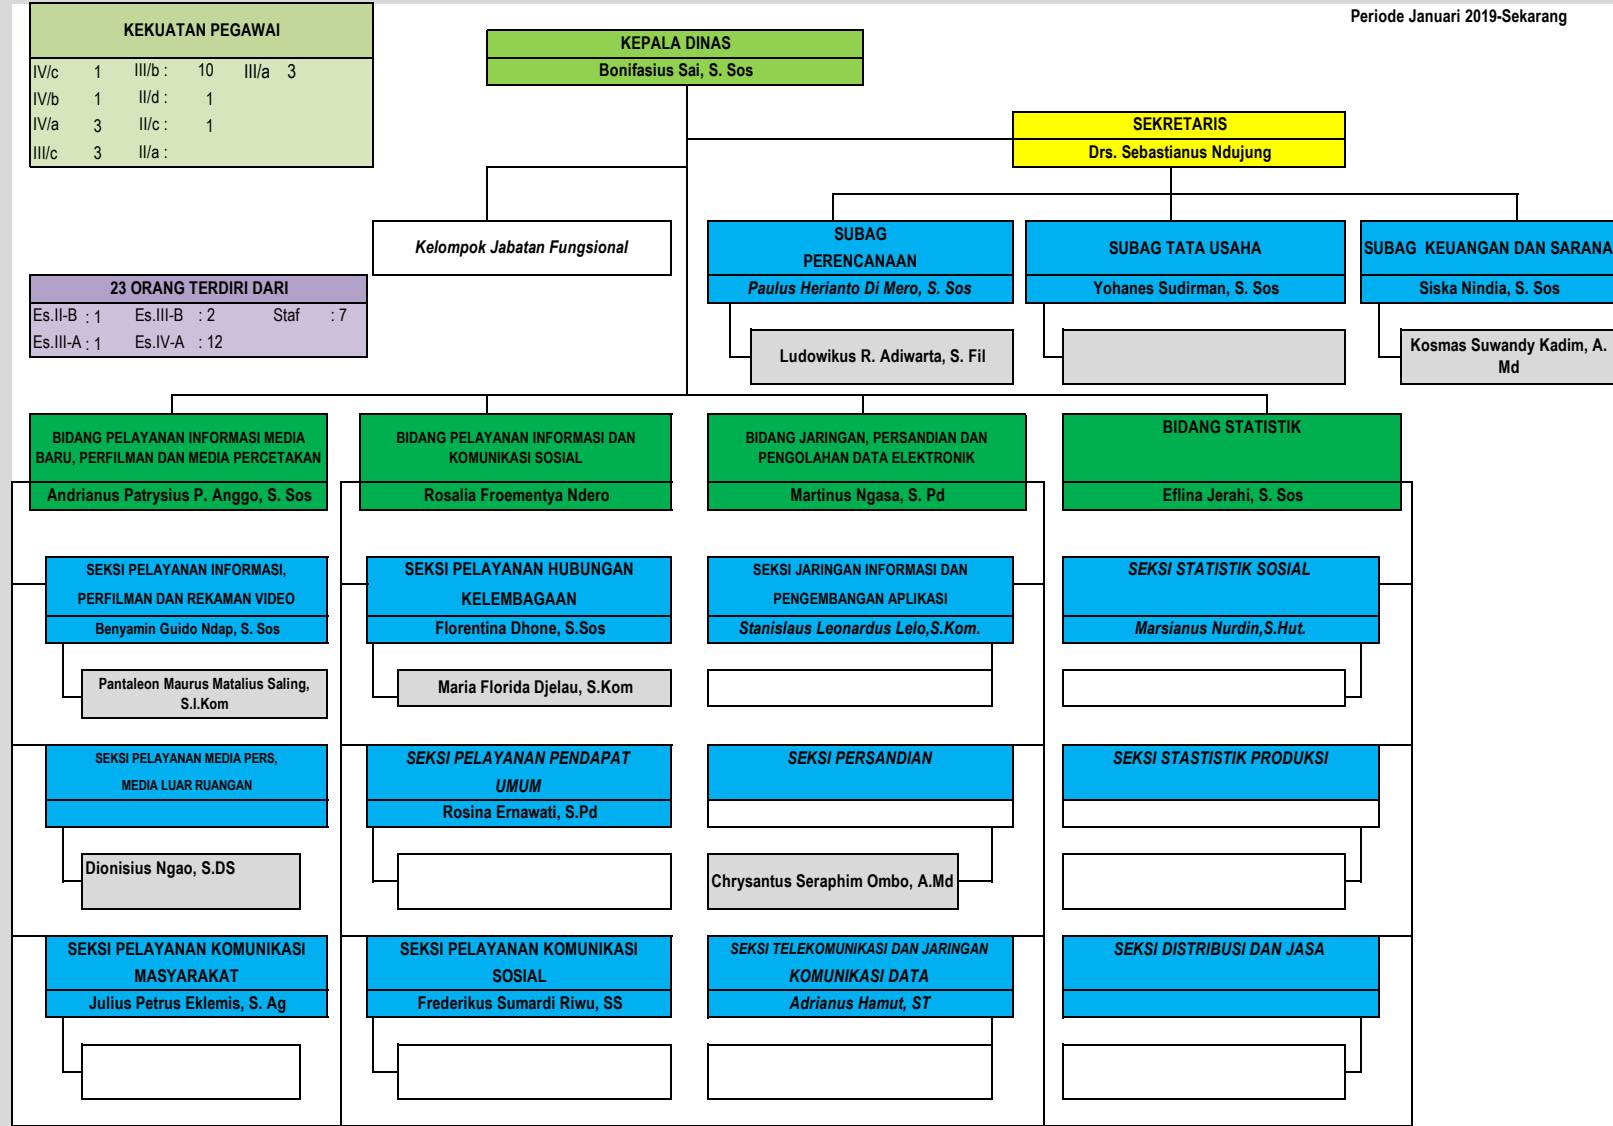 Periode Januari 2019-Sekarang
KEKUATAN PEGAWAI
IV/c 1 III/b : 10 III/a 3
IV/b 1 II/d : 1
IV/a 3 II/c : 1
III/c 3 II/a :
KEPALA DINAS
Bonifasius Sai, S. Sos
SEKRETARIS
Drs. Sebastianus Ndujung
Kelompok Jabatan Fungsional
SUBAG
PERENCANAAN
Paulus Herianto Di Mero, S. Sos
Ludowikus R. Adiwarta, S. Fil
SUBAG TATA USAHA
Yohanes Sudirman, S. Sos
SUBAG KEUANGAN DAN SARANA
Siska Nindia, S. Sos
Kosmas Suwandy Kadim, A.
Md
23 ORANG TERDIRI DARI
Es.II-B : 1 Es.III-B : 2 Staf : 7
Es.III-A : 1 Es.IV-A : 12
BIDANG PELAYANAN INFORMASI MEDIA
BARU, PERFILMAN DAN MEDIA PERCETAKAN
Andrianus Patrysius P. Anggo, S. Sos
SEKSI PELAYANAN INFORMASI,
PERFILMAN DAN REKAMAN VIDEO
Benyamin Guido Ndap, S. Sos
Pantaleon Maurus Matalius Saling,
S.I.Kom
SEKSI PELAYANAN MEDIA PERS,
MEDIA LUAR RUANGAN
Dionisius Ngao, S.DS
SEKSI PELAYANAN KOMUNIKASI
MASYARAKAT
Julius Petrus Eklemis, S. Ag
BIDANG PELAYANAN INFORMASI DAN
KOMUNIKASI SOSIAL
Rosalia Froementya Ndero
SEKSI PELAYANAN HUBUNGAN
KELEMBAGAAN
Florentina Dhone, S.Sos
Maria Florida Djelau, S.Kom
SEKSI PELAYANAN PENDAPAT
UMUM
Rosina Ernawati, S.Pd
SEKSI PELAYANAN KOMUNIKASI
SOSIAL
Frederikus Sumardi Riwu, SS
BIDANG JARINGAN, PERSANDIAN DAN
PENGOLAHAN DATA ELEKTRONIK
Martinus Ngasa, S. Pd
SEKSI JARINGAN INFORMASI DAN
PENGEMBANGAN APLIKASI
Stanislaus Leonardus Lelo,S.Kom.
SEKSI PERSANDIAN
Chrysantus Seraphim Ombo, A.Md
SEKSI TELEKOMUNIKASI DAN JARINGAN
KOMUNIKASI DATA
Adrianus Hamut, ST
BIDANG STATISTIK
Eflina Jerahi, S. Sos
SEKSI STATISTIK SOSIAL
Marsianus Nurdin,S.Hut.
SEKSI STASTISTIK PRODUKSI
SEKSI DISTRIBUSI DAN JASA